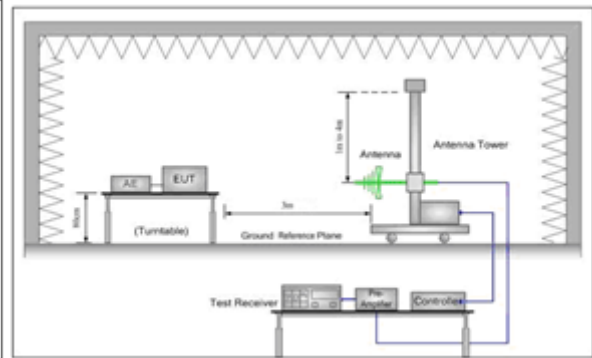 1m to 4m
Antenna
Antenna Tower
AE
EUT
80cm
(Turntable)
3m
Ground Reference Plane
Test Receiver
Pre-
Amplifier
Controller